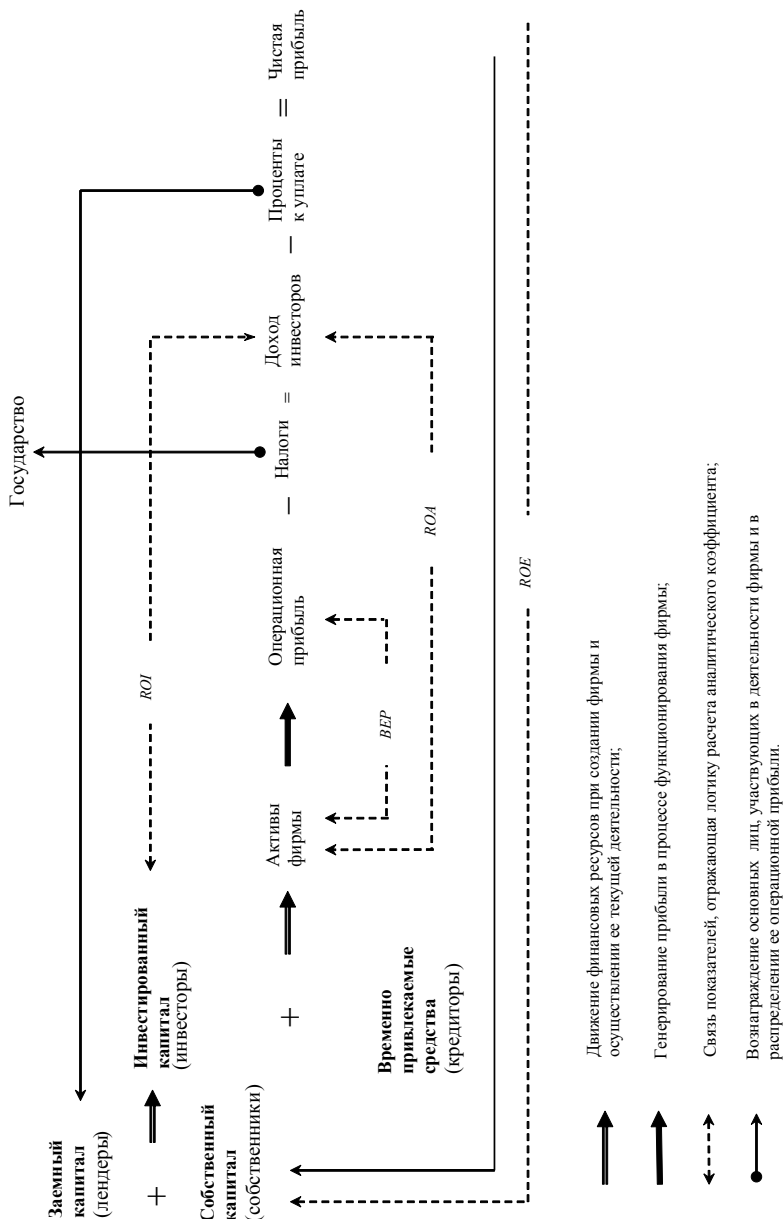 Государство
Заемный
капитал
(лендеры)
+
Собственный
капитал
(собственники)
Инвестированный
капитал
(инвесторы)
+
Временно
привлекаемые
средства
(кредиторы)
Активы
фирмы
Операционная
прибыль
−
Налоги
=
Доход
инвесторов
−
Проценты
к уплате
=
Чистая
прибыль
ROI
BEP
ROA
ROE
Движение финансовых ресурсов при создании фирмы и
осуществлении ее текущей деятельности;
Генерирование прибыли в процессе функционирования фирмы;
Связь показателей, отражающая логику расчета аналитического коэффициента;
Вознаграждение основных лиц, участвующих в деятельности фирмы и в
распределении ее операционной прибыли.